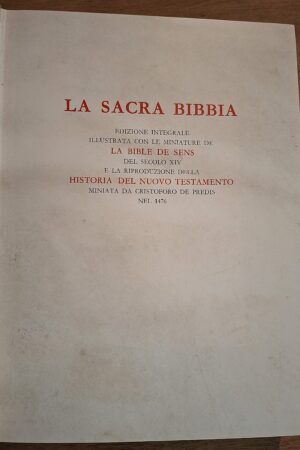 LA SACRA BIBBIA
EDIZIONE INTEGRALE
ILLUSTRATA CON LE MINIATURE DE
LA BIBLE DE SENS
DEL SECOLO XIV
E LA RIPRODUZIONE DELLA
HISTORIA DEL NUOVO TESTAMENTO
MINIATA DA CRISTOFORO DE PREDIS
NEL 1476